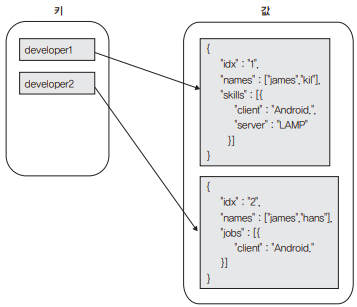 키
값
developer1
developer2
{
"idx" : "1",
"names" : ["james","kil"],
"skills" : [{
"client" : "Android.",
"server" : "LAMP"
}]
}
{
"idx" : "2",
"names" : ["james","hans"],
"jobs" : [{
"client" : "Android."
}]
}